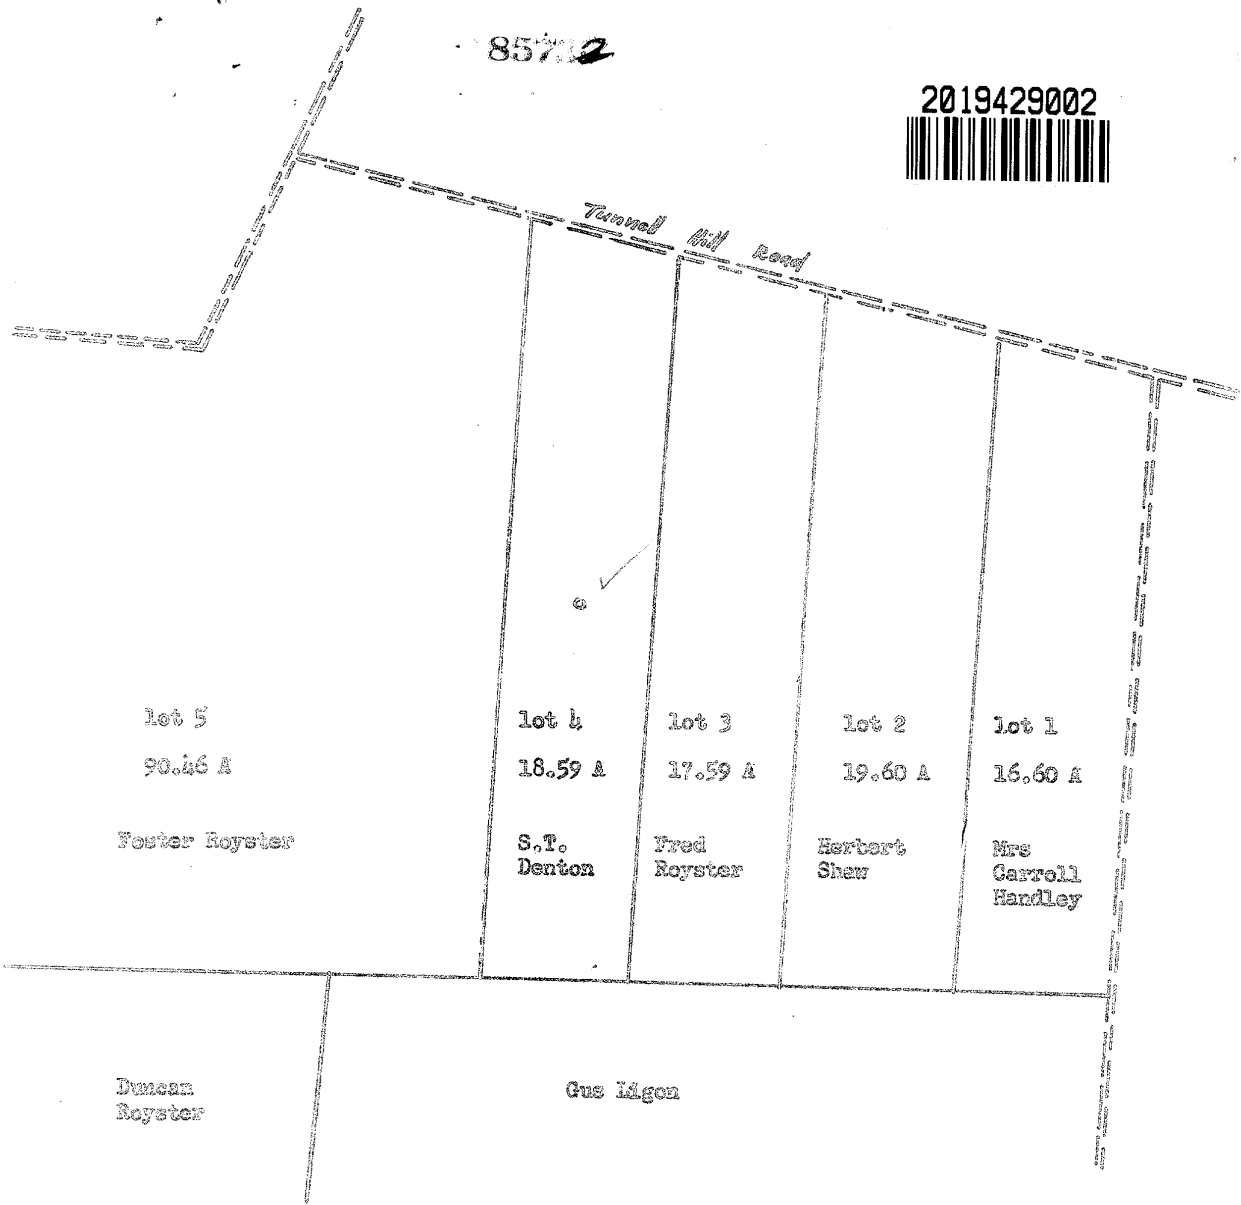 2019429002
Tunnell Hill Road
lot 5
90.46 A
Foster Royster
lot 4
18.59 A
S.T.
Denton
lot 3
17.59 A
Fred
Royster
lot 2
19.60 A
Herbert
Shaw
lot 1
16.60 A
Mrs
Carroll
Handley
Duncan
Royster
Gus Ligon